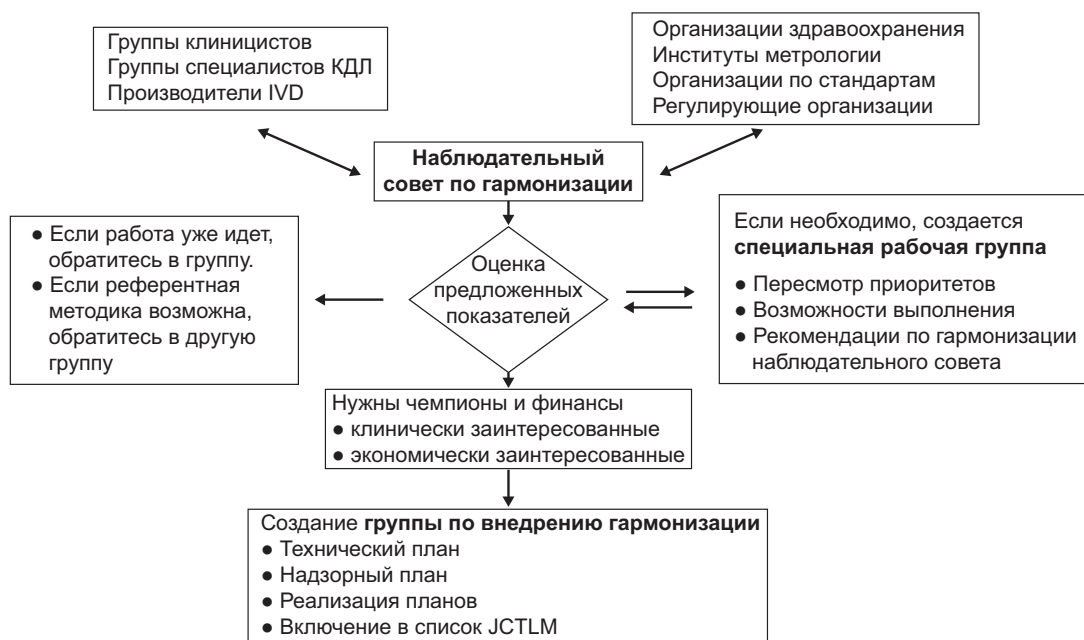 Группы клиницистов
Группы специалистов КДЛ
Производители IVD
Организации здравоохранения
Институты метрологии
Организации по стандартам
Регулирующие организации
Наблюдательный
совет по гармонизации
● Если работа уже идет,
обратитесь в группу.
● Если референтная
методика возможна,
обратитесь в другую
группу
Оценка
предложенных
показателей
Если необходимо, создается
специальная рабочая группа
● Пересмотр приоритетов
● Возможности выполнения
● Рекомендации по гармонизации
наблюдательного совета
Нужны чемпионы и финансы
● клинически заинтересованные
● экономически заинтересованные
Создание группы по внедрению гармонизации
● Технический план
● Надзорный план
● Реализация планов
● Включение в список JCTLM